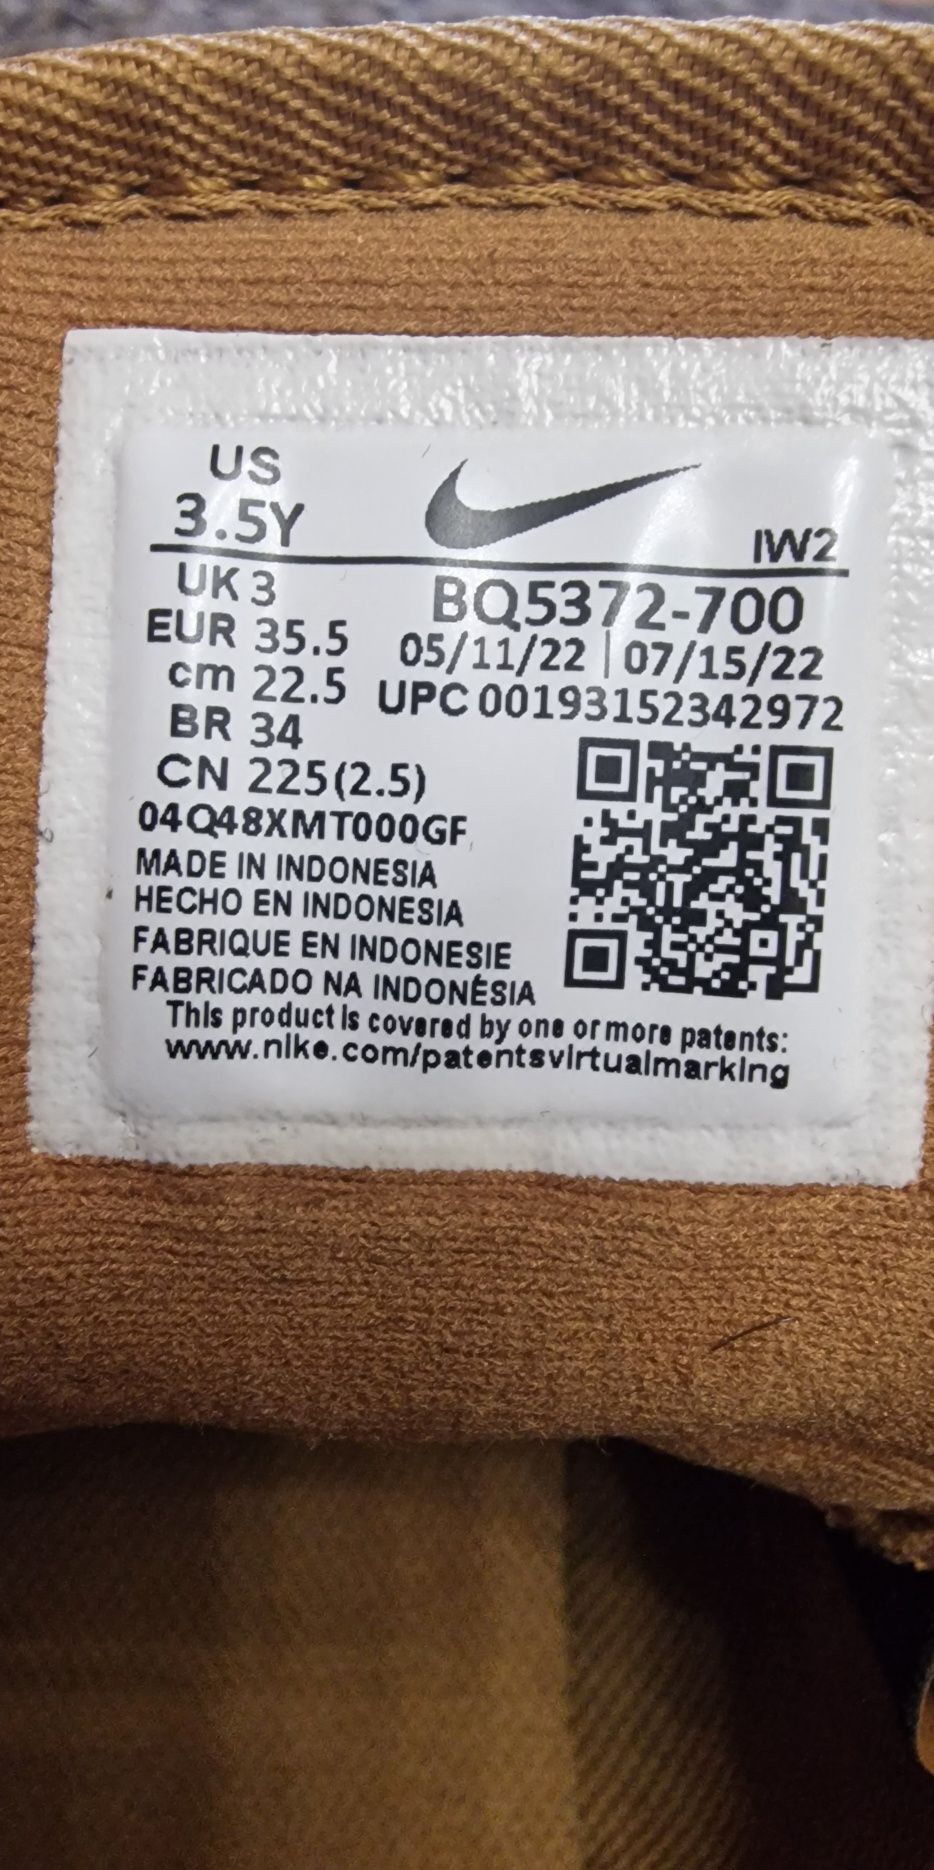 US
3.5Y
IW2
UK 3
BQ5372-700
EUR 35.5
05/11/22 | 07/15/22
cm 22.5
UPC 00193152342972
BR 34
CN 225(2.5)
04Q48XMT000GF
MADE IN INDONESIA
HECHO EN INDONESIA
FABRIQUE EN INDONESIE
FABRICADO NA INDONÉSIA
This product is covered by one or more patents:
www.nike.com/patentsvirtualmarking